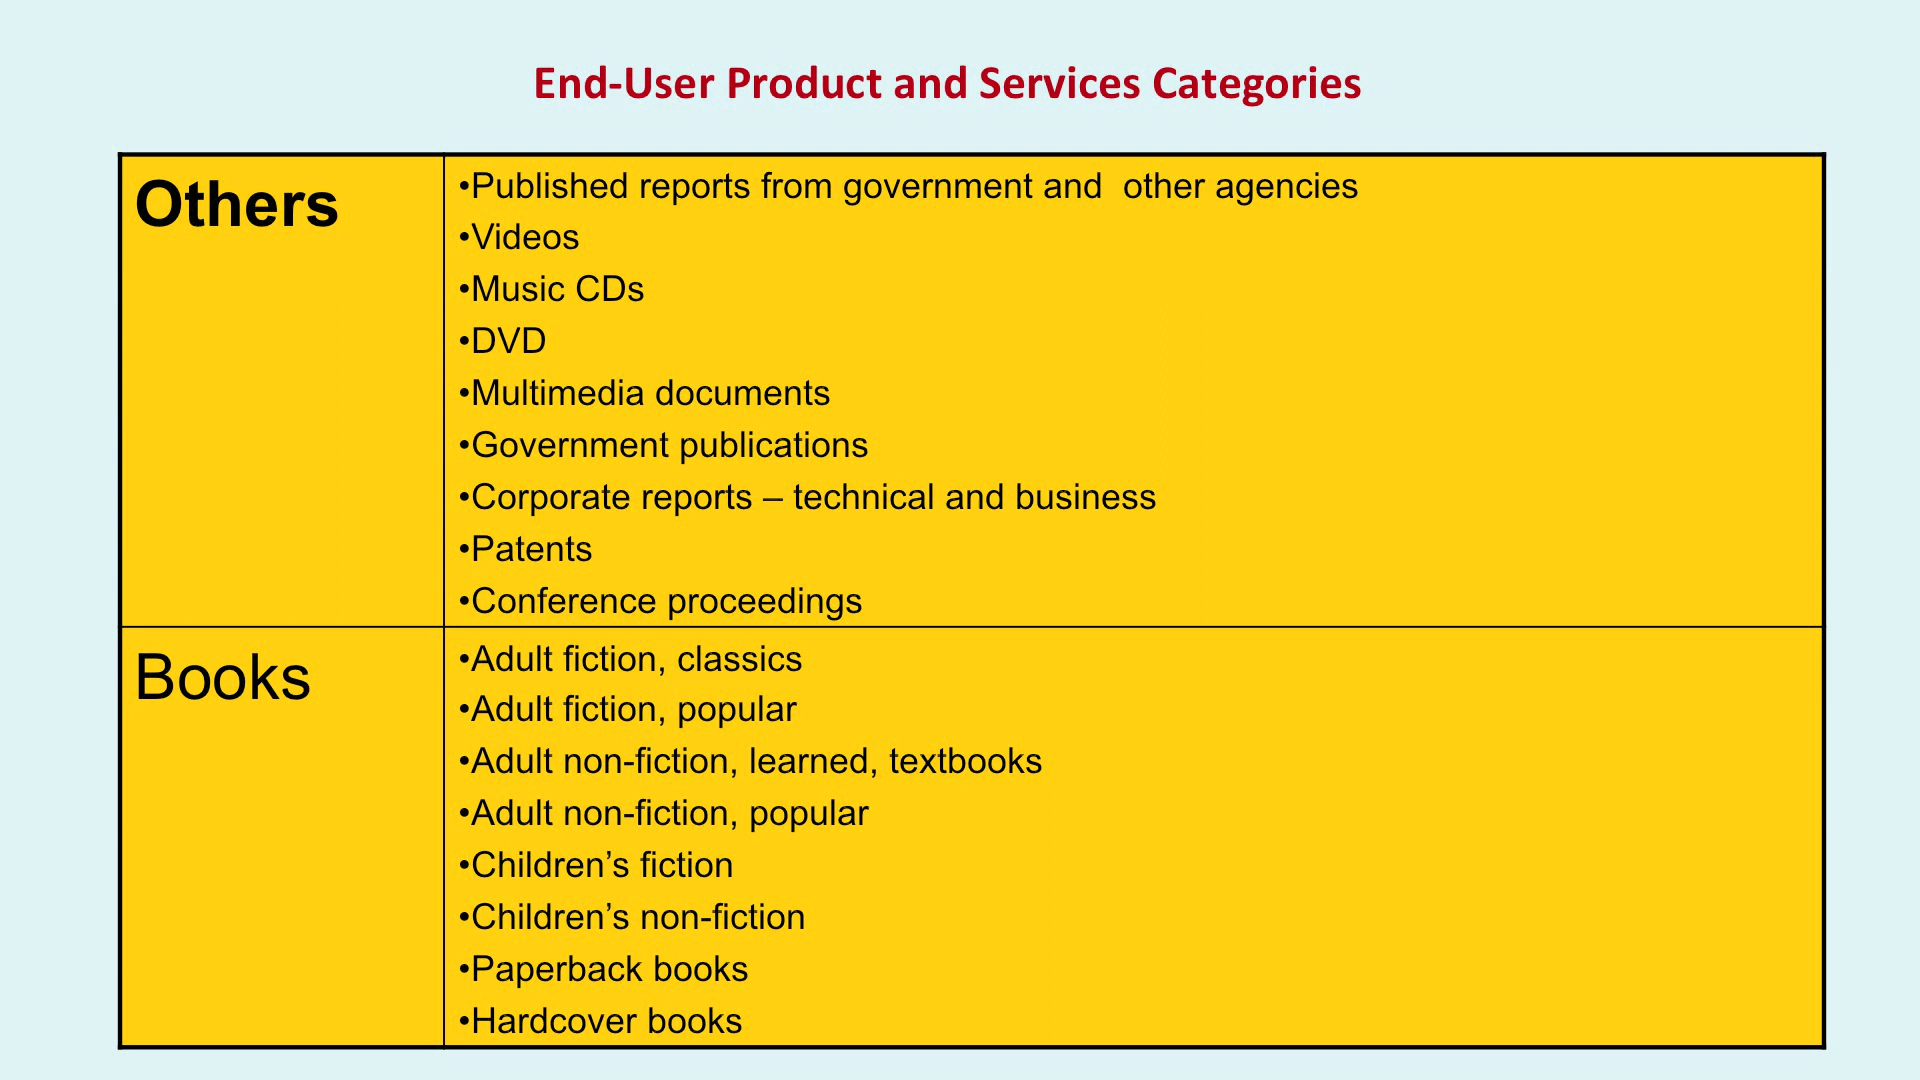 End-User Product and Services Categories
Others
•Published reports from government and  other agencies
•Videos
•Music CDs
•DVD
•Multimedia documents
•Government publications
•Corporate reports – technical and business
•Patents
•Conference proceedings
Books
•Adult fiction, classics
•Adult fiction, popular
•Adult non-fiction, learned, textbooks
•Adult non-fiction, popular
•Children’s fiction
•Children’s non-fiction
•Paperback books
•Hardcover books